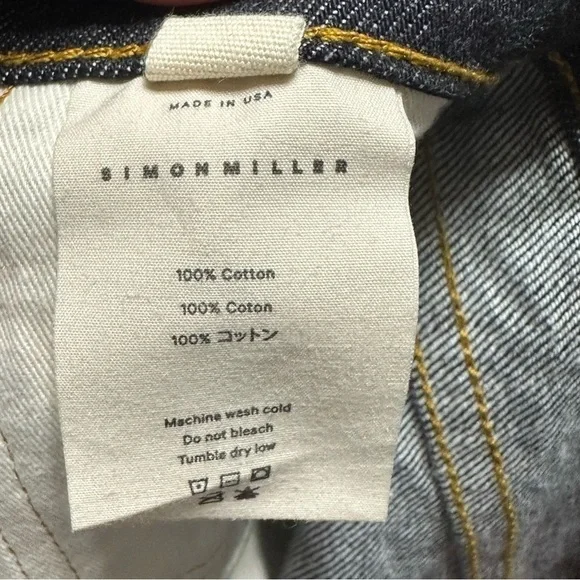 MADE IN USA
SIMON MILLER
100% Cotton
100% Coton
100% コットン
Machine wash cold
Do not bleach
Tumble dry low